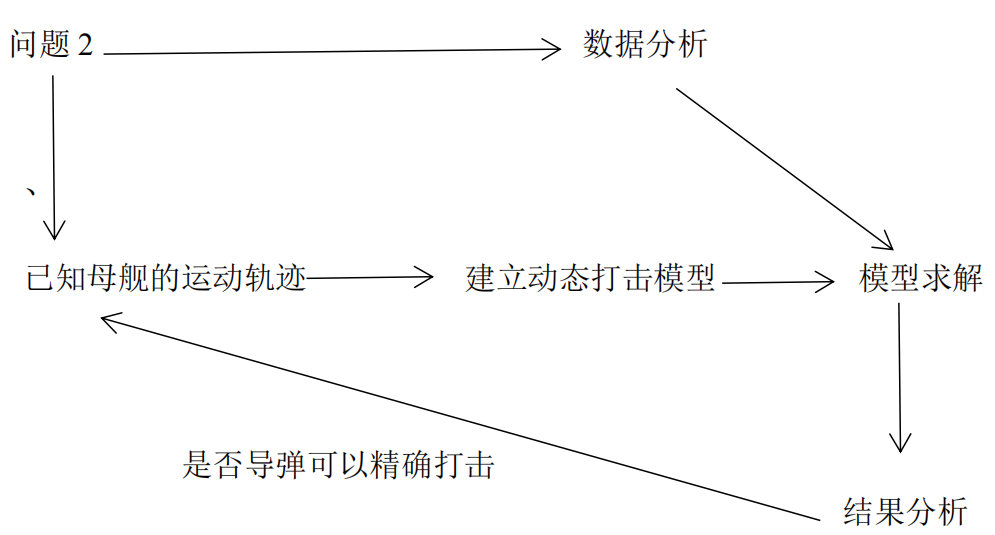 问题 2
数据分析
、
已知母舰的运动轨迹
建立动态打击模型
模型求解
是否导弹可以精确打击
结果分析